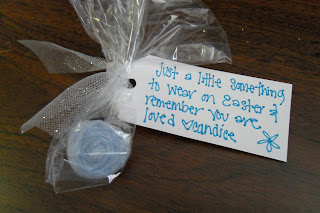 Just a little something
to wear on Easter &
remember you are
loved ♡candice